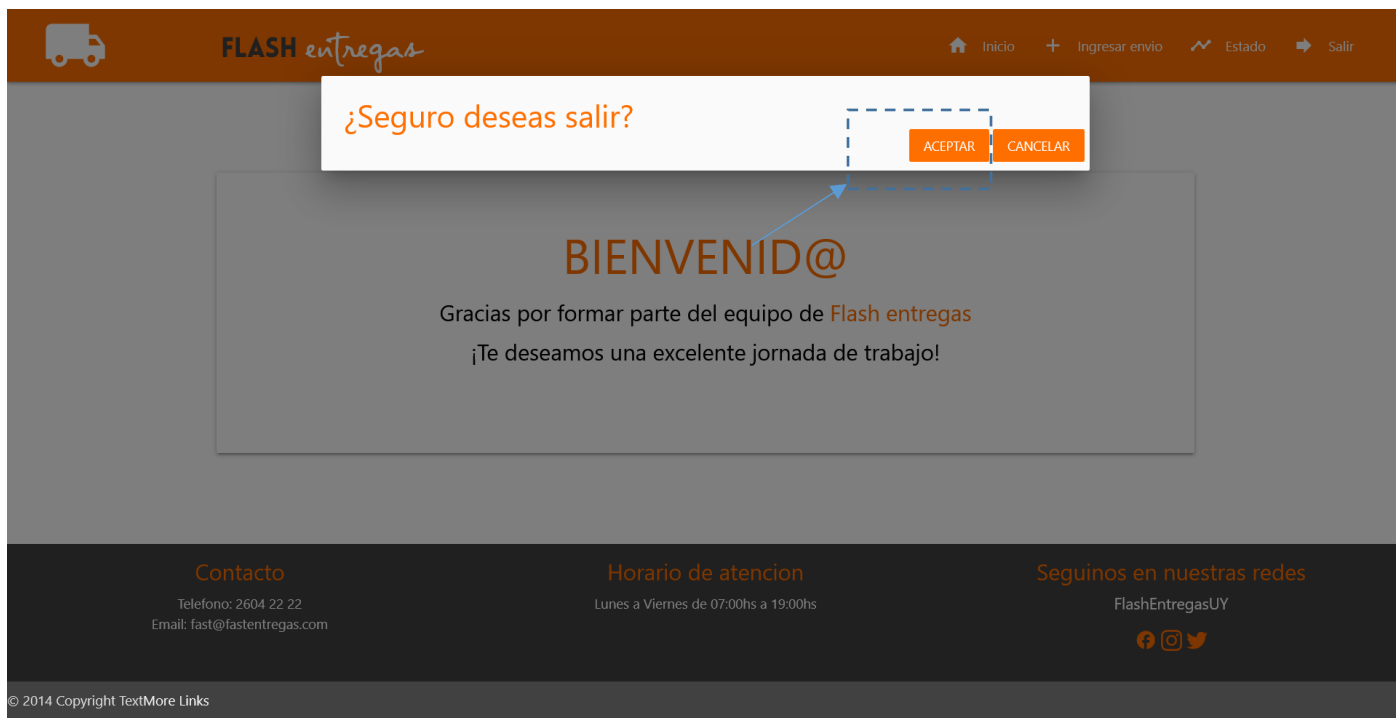 FLASH entregas
Inicio
Ingresar envio
Estado
Salir
¿Seguro deseas salir?
ACEPTAR
CANCELAR
BIENVENID@
Gracias por formar parte del equipo de Flash entregas
¡Te deseamos una excelente jornada de trabajo!
Contacto
Telefono: 2604 22 22
Email: fast@fastentregas.com
Horario de atencion
Lunes a Viernes de 07:00hs a 19:00hs
Seguinos en nuestras redes
FlashEntregasUY
© 2014 Copyright TextMore Links